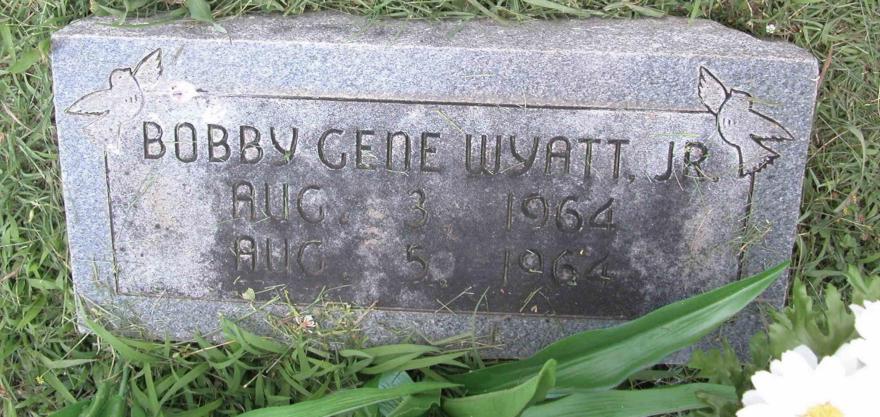 BOBBY GENE WYATT, JR.
AUG. 3, 1964
AUG. 5, 1964